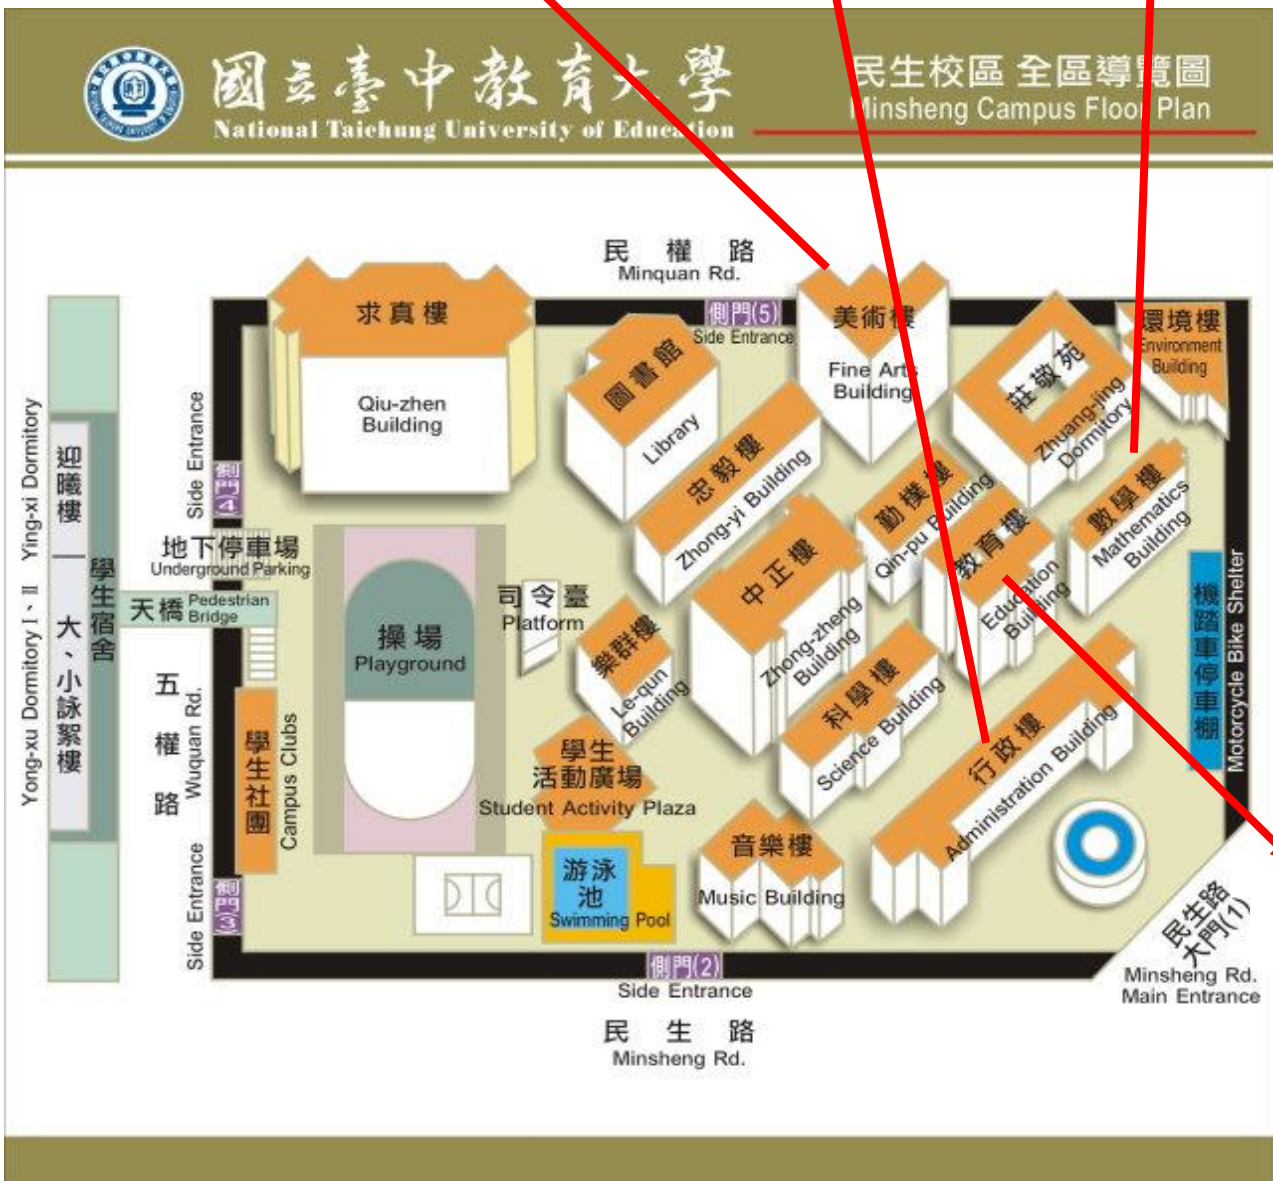 國立臺中教育大學
National Taichung University of Education
民生校區 全區導覽圖
Minsheng Campus Floor Plan
民權路
Minquan Rd.
求真樓
Qiu-zhen
Building
圖書館
Library
側門(5)
Side Entrance
美術樓
Fine Arts
Building
莊敬苑
Zhuang-jing
Dormitory
環境樓
Environment
Building
忠毅樓
Zhong-yi Building
勤樸樓
Qin-pu Building
教育樓
Education
Building
數學樓
Mathematics
Building
中正樓
Zhong-zheng
Building
科學樓
Science Building
行政樓
Administration Building
機踏車停車棚
Motorcycle Bike Shelter
Side Entrance
側門(4)
地下停車場
Underground Parking
天橋
Pedestrian
Bridge
迎曦樓 — 大、小詠絮樓
學生宿舍
Yong-xu Dormitory I、II Ying-xi Dormitory
五權路
Wuquan Rd.
操場
Playground
司令臺
Platform
樂群樓
Le-qun
Building
學生社團
Campus Clubs
學生
活動廣場
Student Activity Plaza
游泳
池
Swimming Pool
音樂樓
Music Building
側門(3)
Side Entrance
側門(2)
Side Entrance
民生路
Minsheng Rd.
民生路
大門(1)
Minsheng Rd.
Main Entrance